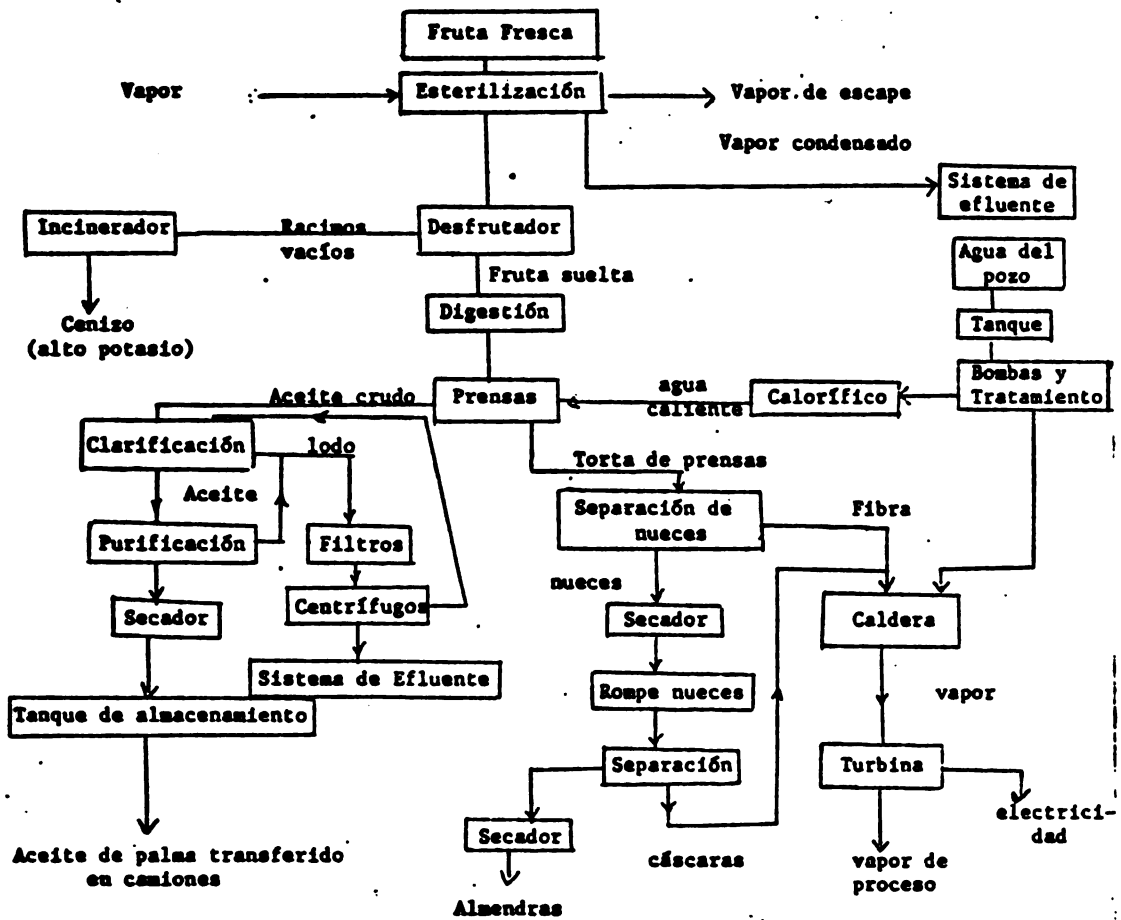 Fruta Fresca
Vapor
Esterilización
Vapor de escape
Vapor condensado
Sistema de
efluente
Incinerador
Racimos
vacíos
Desfrutador
Agua del
pozo
Fruta suelta
Digestión
Tanque
Cenizo
(alto potasio)
Bombas y
Tratamiento
Aceite crudo
Prensas
agua
caliente
Calorífico
Clarificación
lodo
Torta de prensas
Aceite
Separación de
nueces
Fibra
Purificación
Filtros
nueces
Secador
Centrífugos
Secador
Caldera
Sistema de Efluente
Rompe nueces
vapor
Tanque de almacenamiento
Separación
Turbina
electrici-
dad
Secador
cáscaras
vapor de
proceso
Aceite de palma transferido
en camiones
Almendras